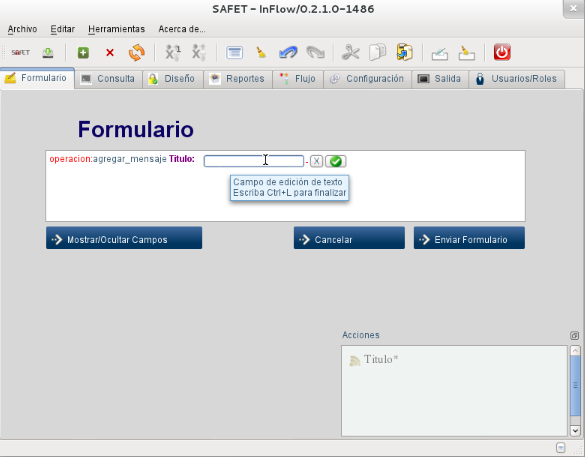 SAFET – InFlow/0.2.1.0–1486
Archivo Editar Herramientas Acerca de...
SAFET
Formulario Consulta Diseño Reportes Flujo Configuración Salida Usuarios/Roles
Formulario
operacion:agregar_mensaje Titulo: X
Campo de edición de texto
Escriba Ctrl+L para finalizar
Mostrar/Ocultar Campos Cancelar Enviar Formulario
Acciones
Titulo*